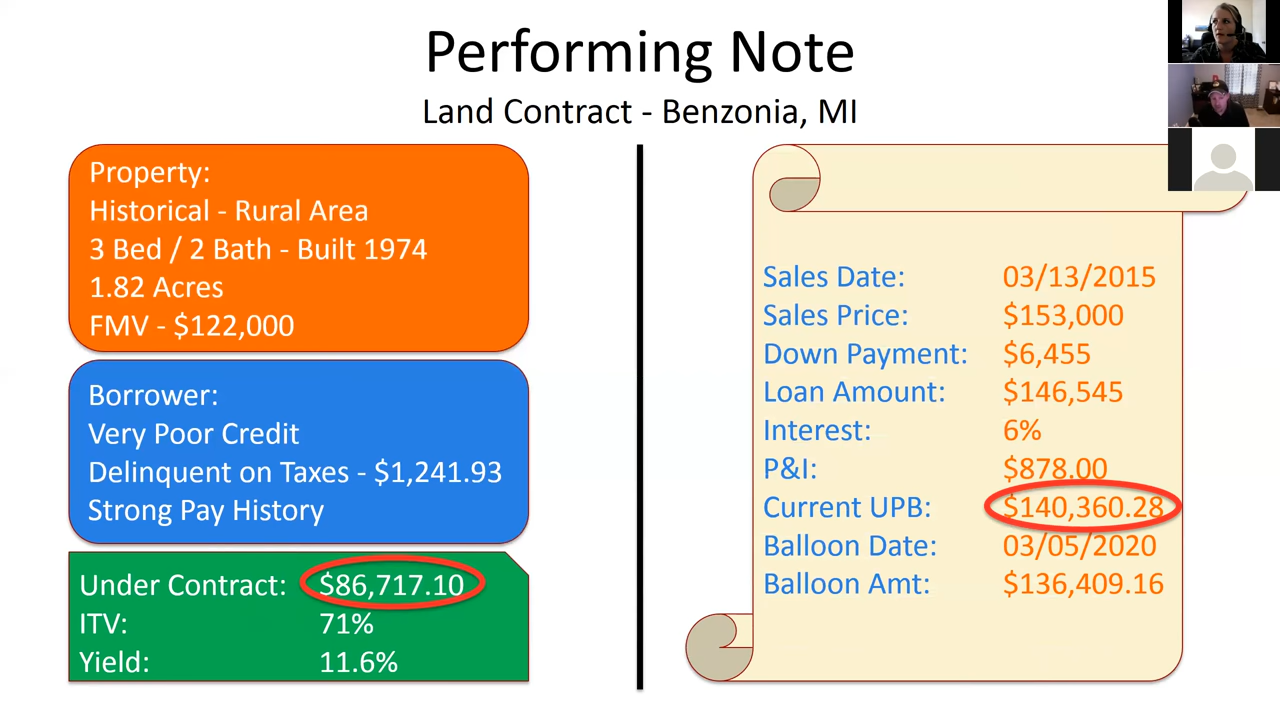 Performing Note
Land Contract - Benzonia, MI
Property:
Historical - Rural Area
3 Bed / 2 Bath - Built 1974
1.82 Acres
FMV - $122,000
Borrower:
Very Poor Credit
Delinquent on Taxes - $1,241.93
Strong Pay History
Under Contract: $86,717.10
ITV: 71%
Yield: 11.6%
Sales Date: 03/13/2015
Sales Price: $153,000
Down Payment: $6,455
Loan Amount: $146,545
Interest: 6%
P&I: $878.00
Current UPB: $140,360.28
Balloon Date: 03/05/2020
Balloon Amt: $136,409.16